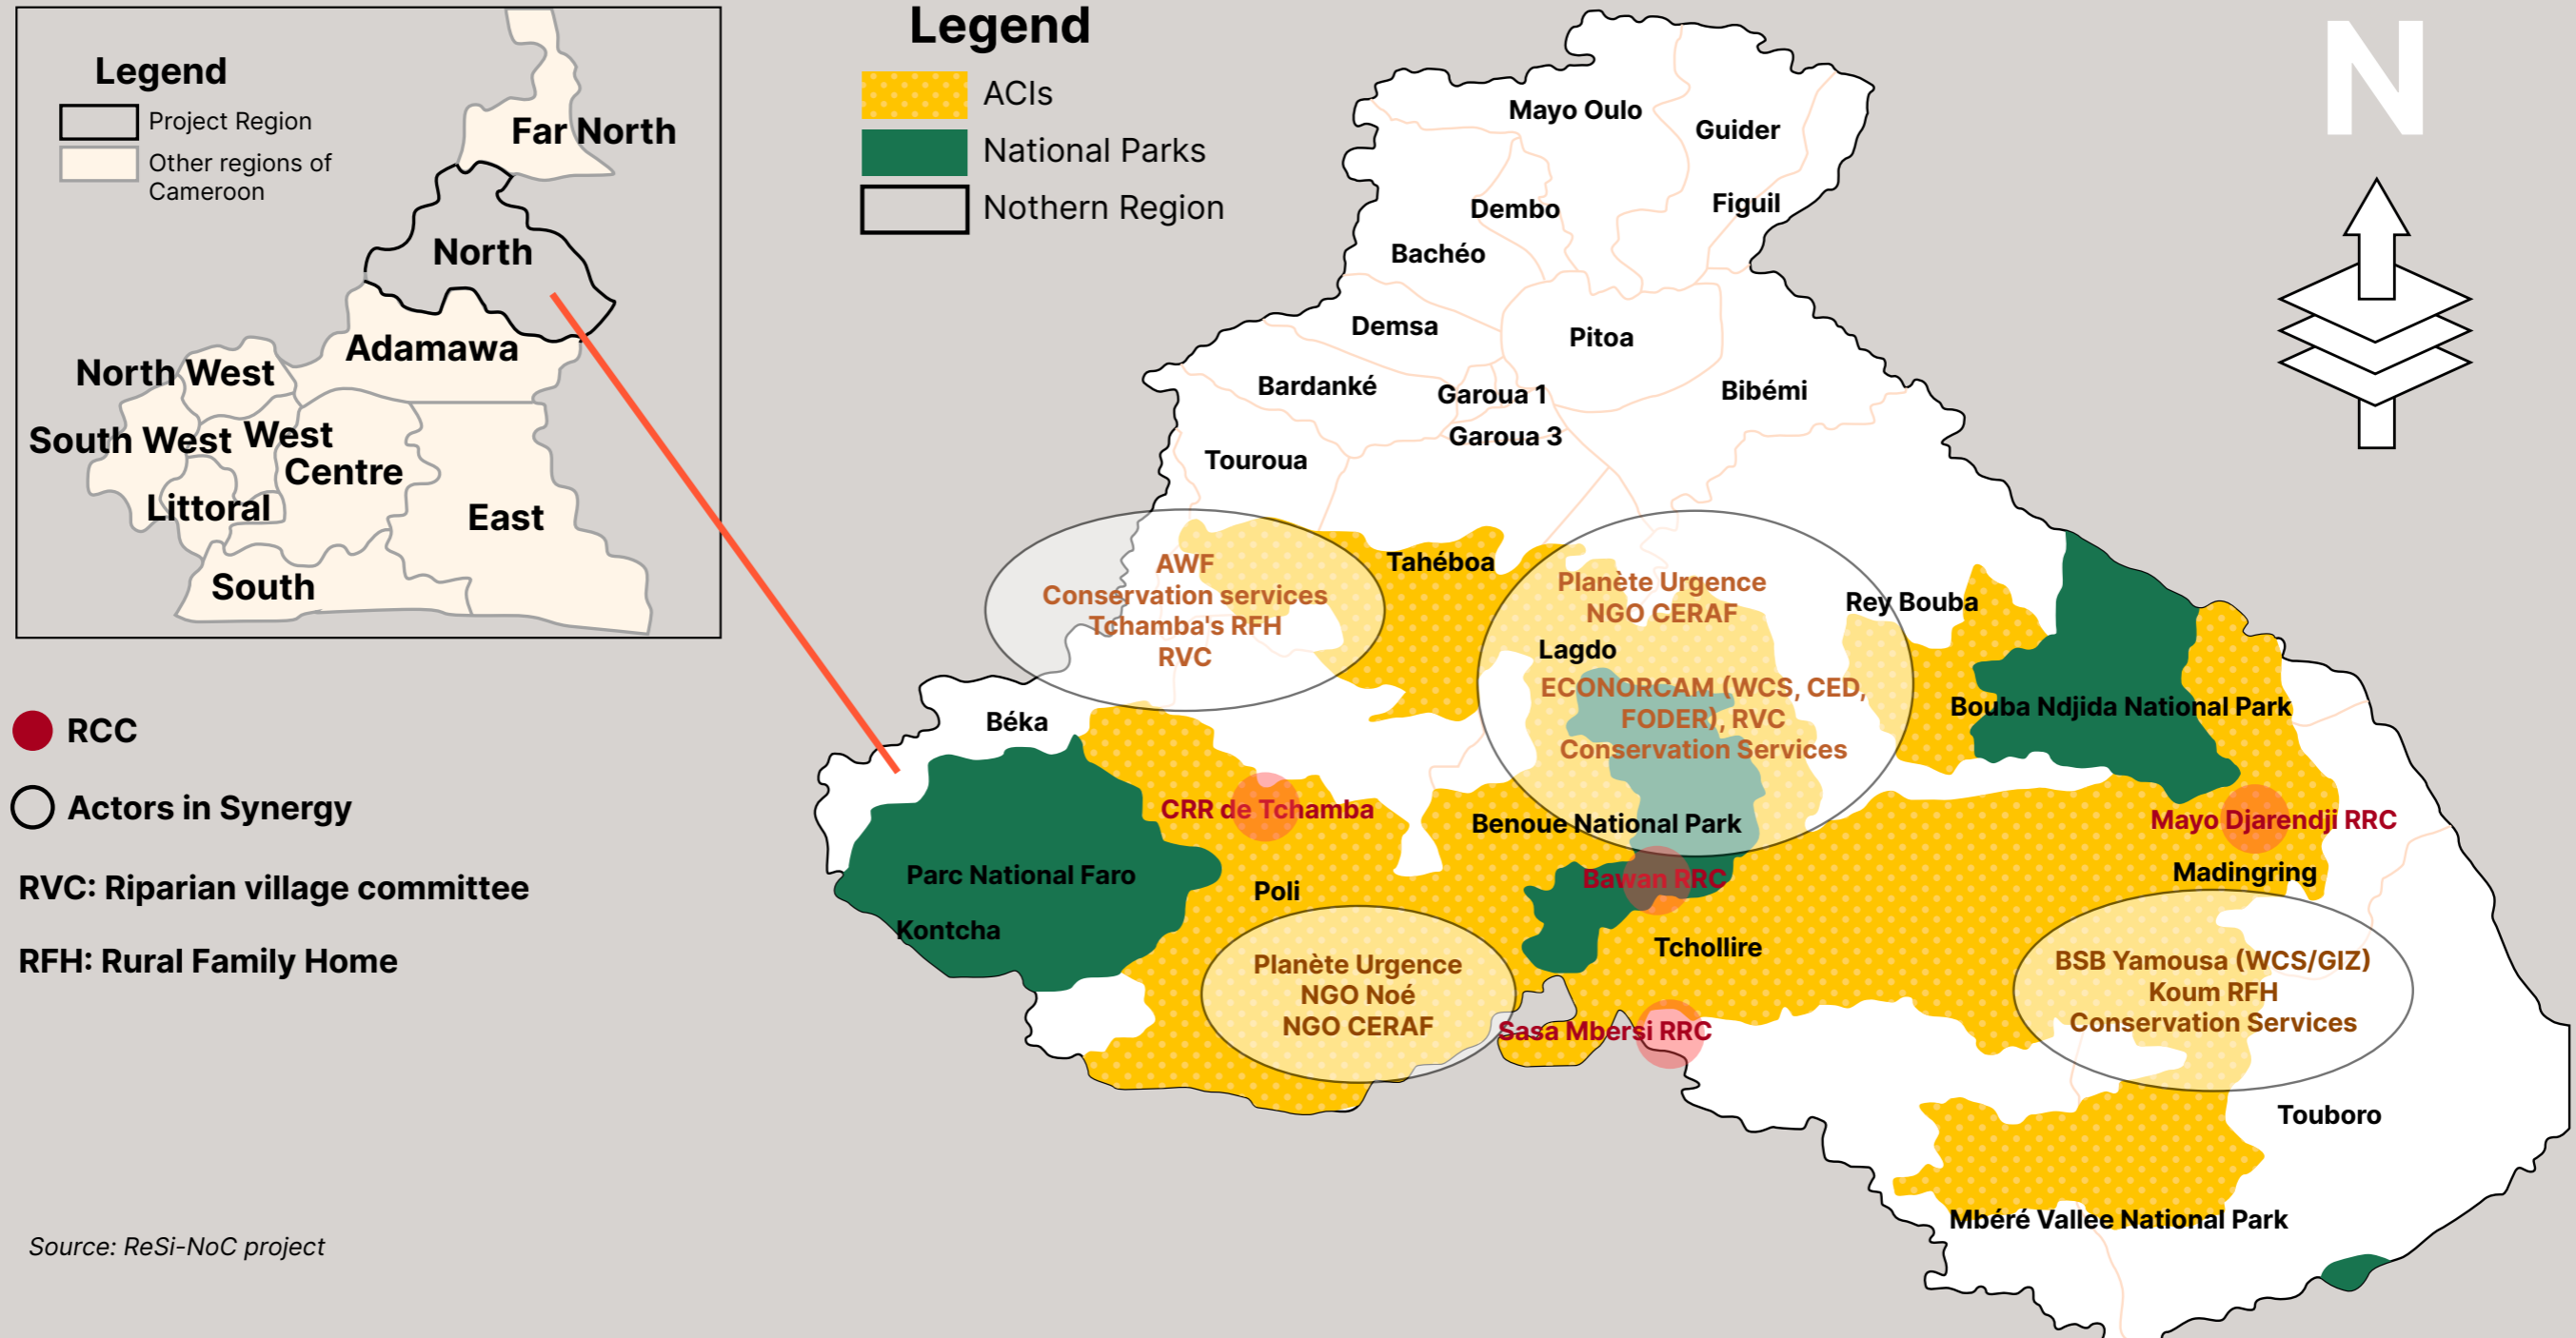 Legend
Project Region
Other regions of
Cameroon
Far North
North
Adamawa
North West
South West
West
Centre
Littoral
East
South
Legend
ACIs
National Parks
Nothern Region
N
RCC
Actors in Synergy
RVC: Riparian village committee
RFH: Rural Family Home
Source: ReSi-NoC project
Mayo Oulo
Guider
Dembo
Figuil
Bachéo
Demsa
Pitoa
Bardanké
Garoua 1
Bibémi
Garoua 3
Touroua
AWF
Conservation services
Tchamba's RFH
RVC
Tahéboa
Planète Urgence
NGO CERAF
Rey Bouba
Lagdo
ECONORCAM (WCS, CED,
FODER), RVC
Conservation Services
Bouba Ndjida National Park
Béka
CRR de Tchamba
Benoue National Park
Mayo Djarendji RRC
Parc National Faro
Poli
Bawan RRC
Madingring
Kontcha
Tchollire
Planète Urgence
NGO Noé
NGO CERAF
Sasa Mbersi RRC
BSB Yamousa (WCS/GIZ)
Koum RFH
Conservation Services
Touboro
Mbéré Vallee National Park